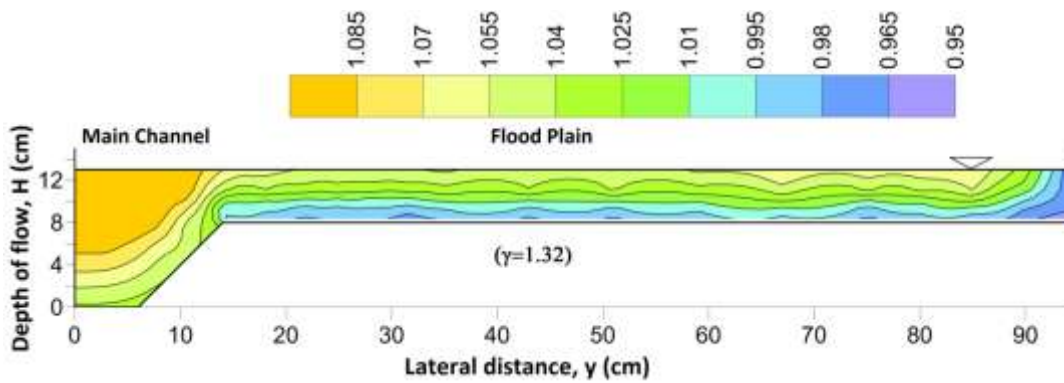 1.085 1.07 1.055 1.04 1.025 1.01 0.995 0.98 0.965 0.95
Main Channel Flood Plain
Depth of flow, H (cm)
12
8
4
0
(γ=1.32)
0 10 20 30 40 50 60 70 80 90
Lateral distance, y (cm)